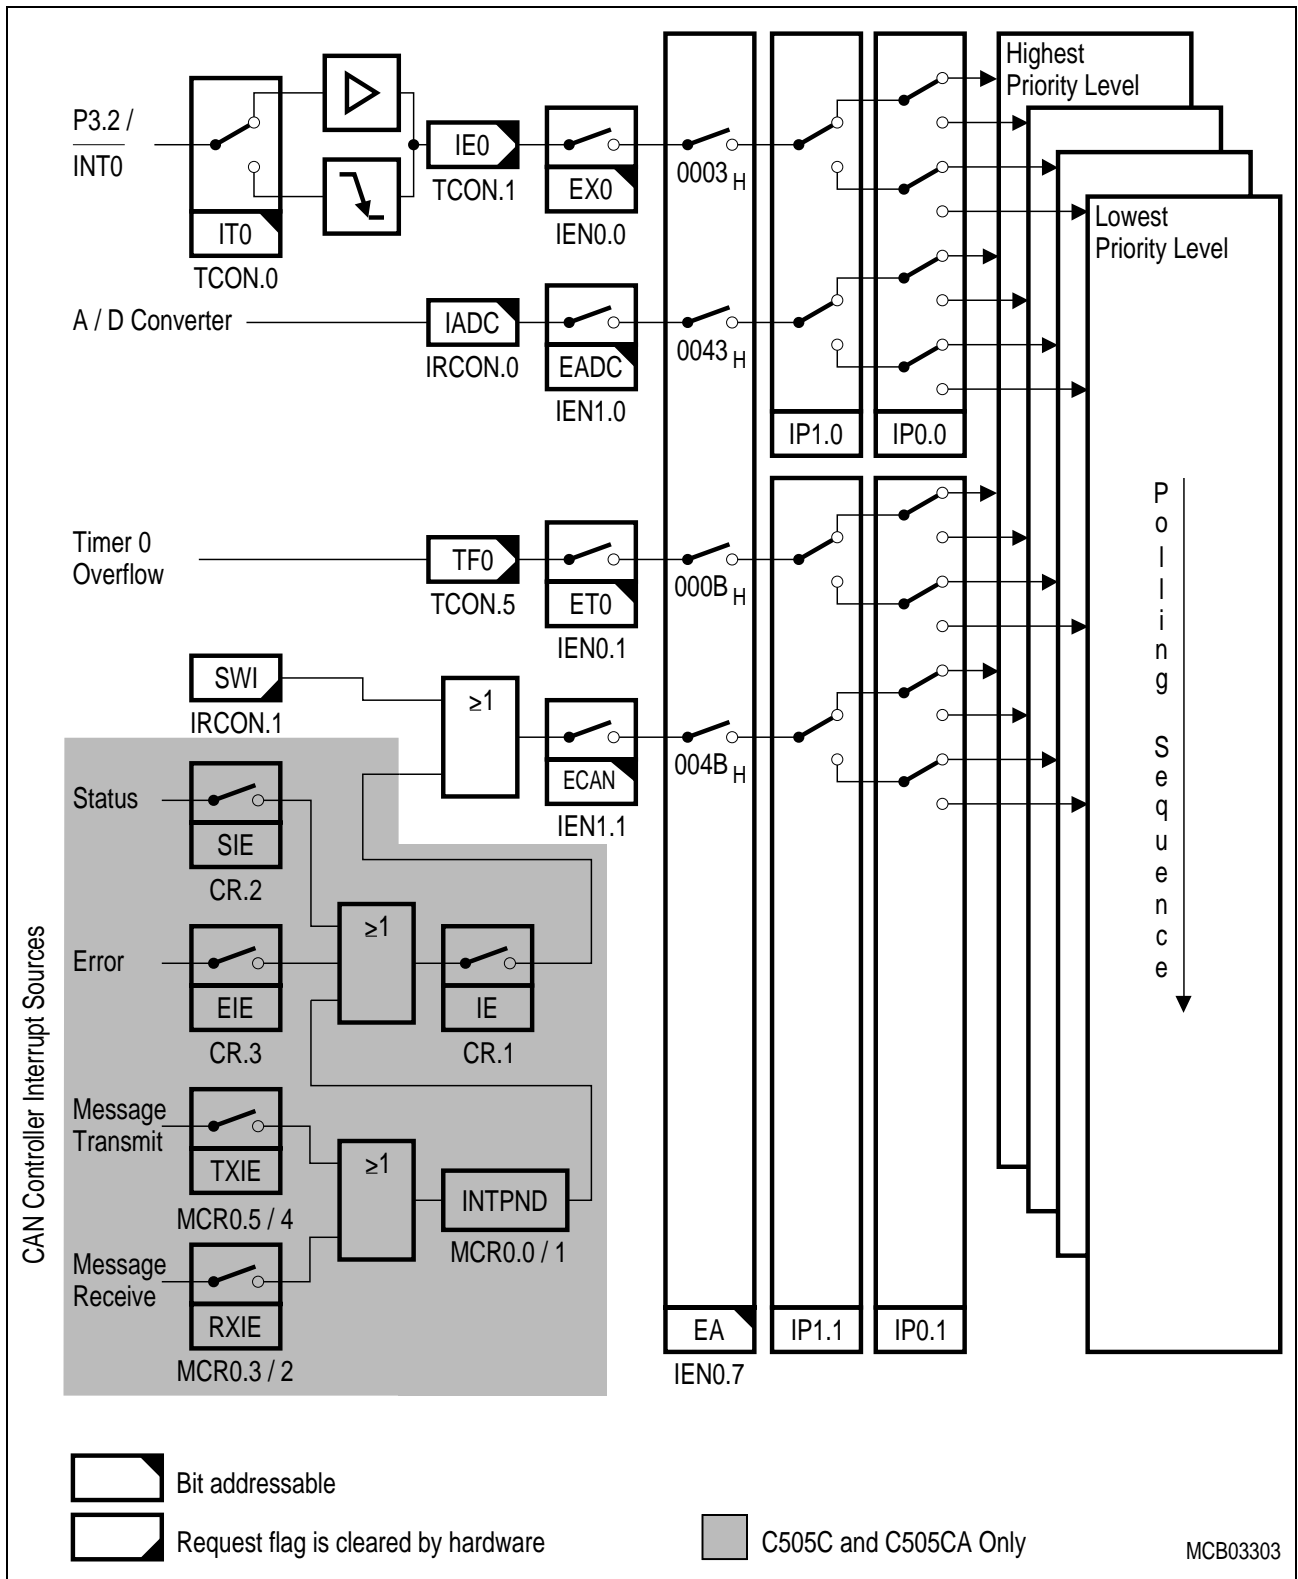 Highest
Priority Level
P3.2 /
INT0
IE0
TCON.1
EX0
IEN0.0
0003 H
IT0
TCON.0
Lowest
Priority Level
A / D Converter
IADC
IRCON.0
EADC
IEN1.0
0043 H
IP1.0
IP0.0
Timer 0
Overflow
TF0
TCON.5
ET0
IEN0.1
000B H
SWI
IRCON.1
≥1
ECAN
IEN1.1
004B H
Polling Sequence
CAN Controller Interrupt Sources
Status
SIE
CR.2
Error
EIE
CR.3
≥1
IE
CR.1
Message
Transmit
TXIE
MCR0.5 / 4
≥1
INTPND
MCR0.0 / 1
Message
Receive
RXIE
MCR0.3 / 2
EA
IEN0.7
IP1.1
IP0.1
Bit addressable
Request flag is cleared by hardware
C505C and C505CA Only
MCB03303